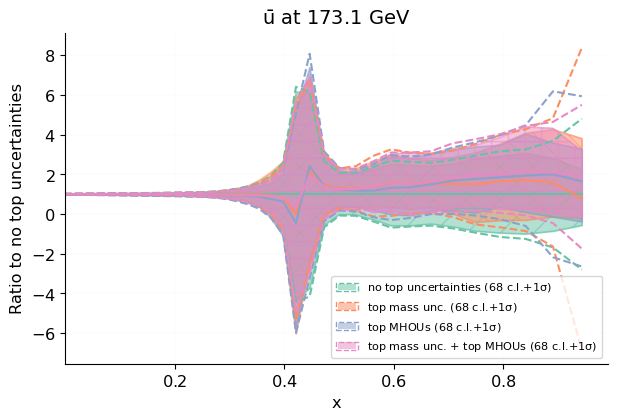 ū at 173.1 GeV
Ratio to no top uncertainties
8
6
4
2
0
−2
−4
−6
0.2 0.4 0.6 0.8
x
no top uncertainties (68 c.l.+1σ)
top mass unc. (68 c.l.+1σ)
top MHOUs (68 c.l.+1σ)
top mass unc. + top MHOUs (68 c.l.+1σ)